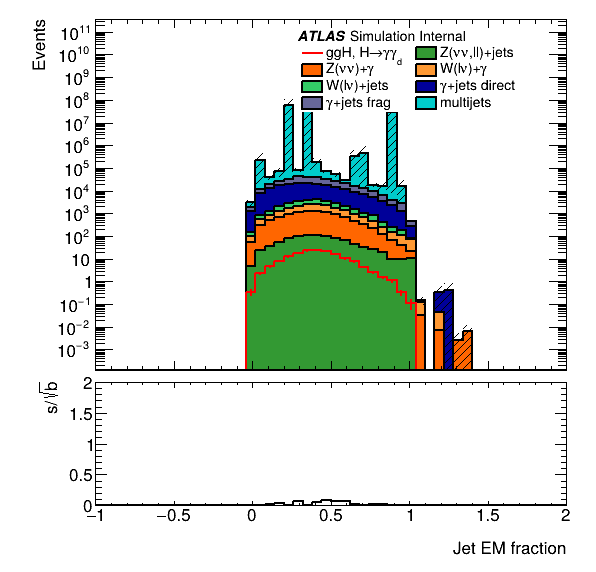 ATLAS Simulation Internal
ggH, H→γγ_d Z(νν,ll)+jets
Z(νν)+γ W(lν)+γ
W(lν)+jets γ+jets direct
γ+jets frag multijets
Events
10^11
10^10
10^9
10^8
10^7
10^6
10^5
10^4
10^3
10^2
10
1
10^−1
10^−2
10^−3
s/√b
2
1.5
1
0.5
0
−1 −0.5 0 0.5 1 1.5 2
Jet EM fraction